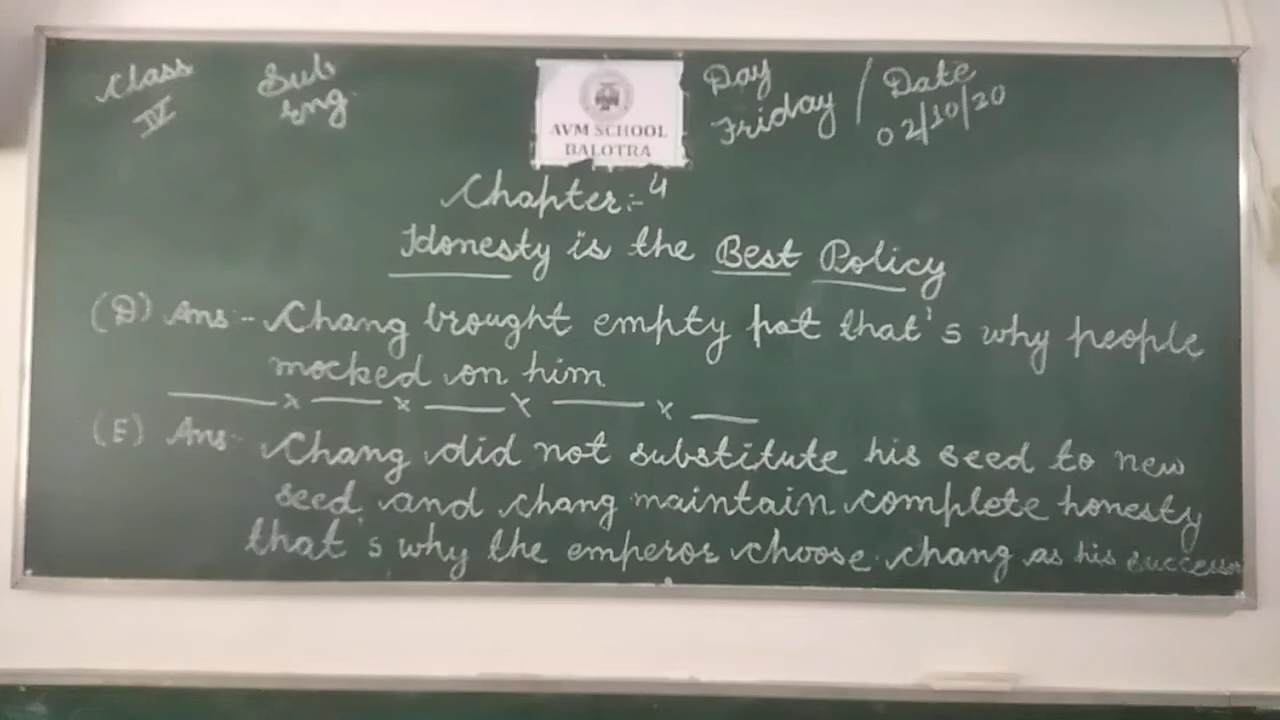 Class Sub Day / Date
IV Eng. Friday 02/10/20
AVM SCHOOL
BALOTRA
Chapter:- 4
Honesty is the Best Policy
(D) Ans:- Chang brought empty pot that's why people
mocked on him
x x x x
(E) Ans:- Chang did not substitute his seed to new
seed and chang maintain complete honesty
that's why the emperor choose chang as his successor